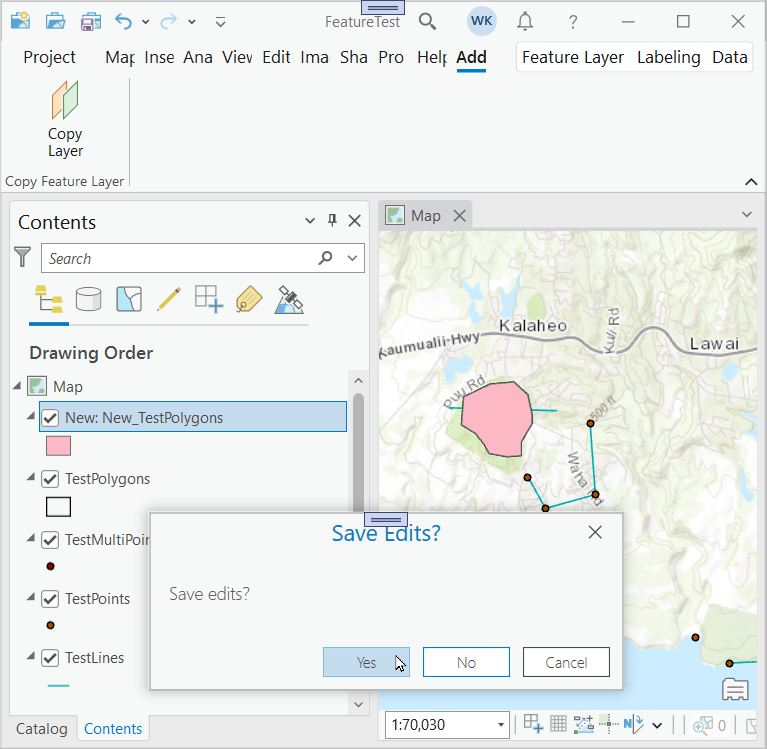 FeatureTest WK ?
Project Map Inse Ana View Edit Ima Sha Pro Help Add Feature Layer Labeling Data
Copy
Layer
Copy Feature Layer
Contents
Search
Drawing Order
Map
New: New_TestPolygons
TestPolygons
TestMultiPoin
TestPoints
TestLines
Catalog Contents
Map
Kalaheo
Kuli Rd
Kaumualii-Hwy
Lawai
Puu Rd
500 ft
Waha Rd
Save Edits?
Save edits?
Yes No Cancel
1:70,030
N
0